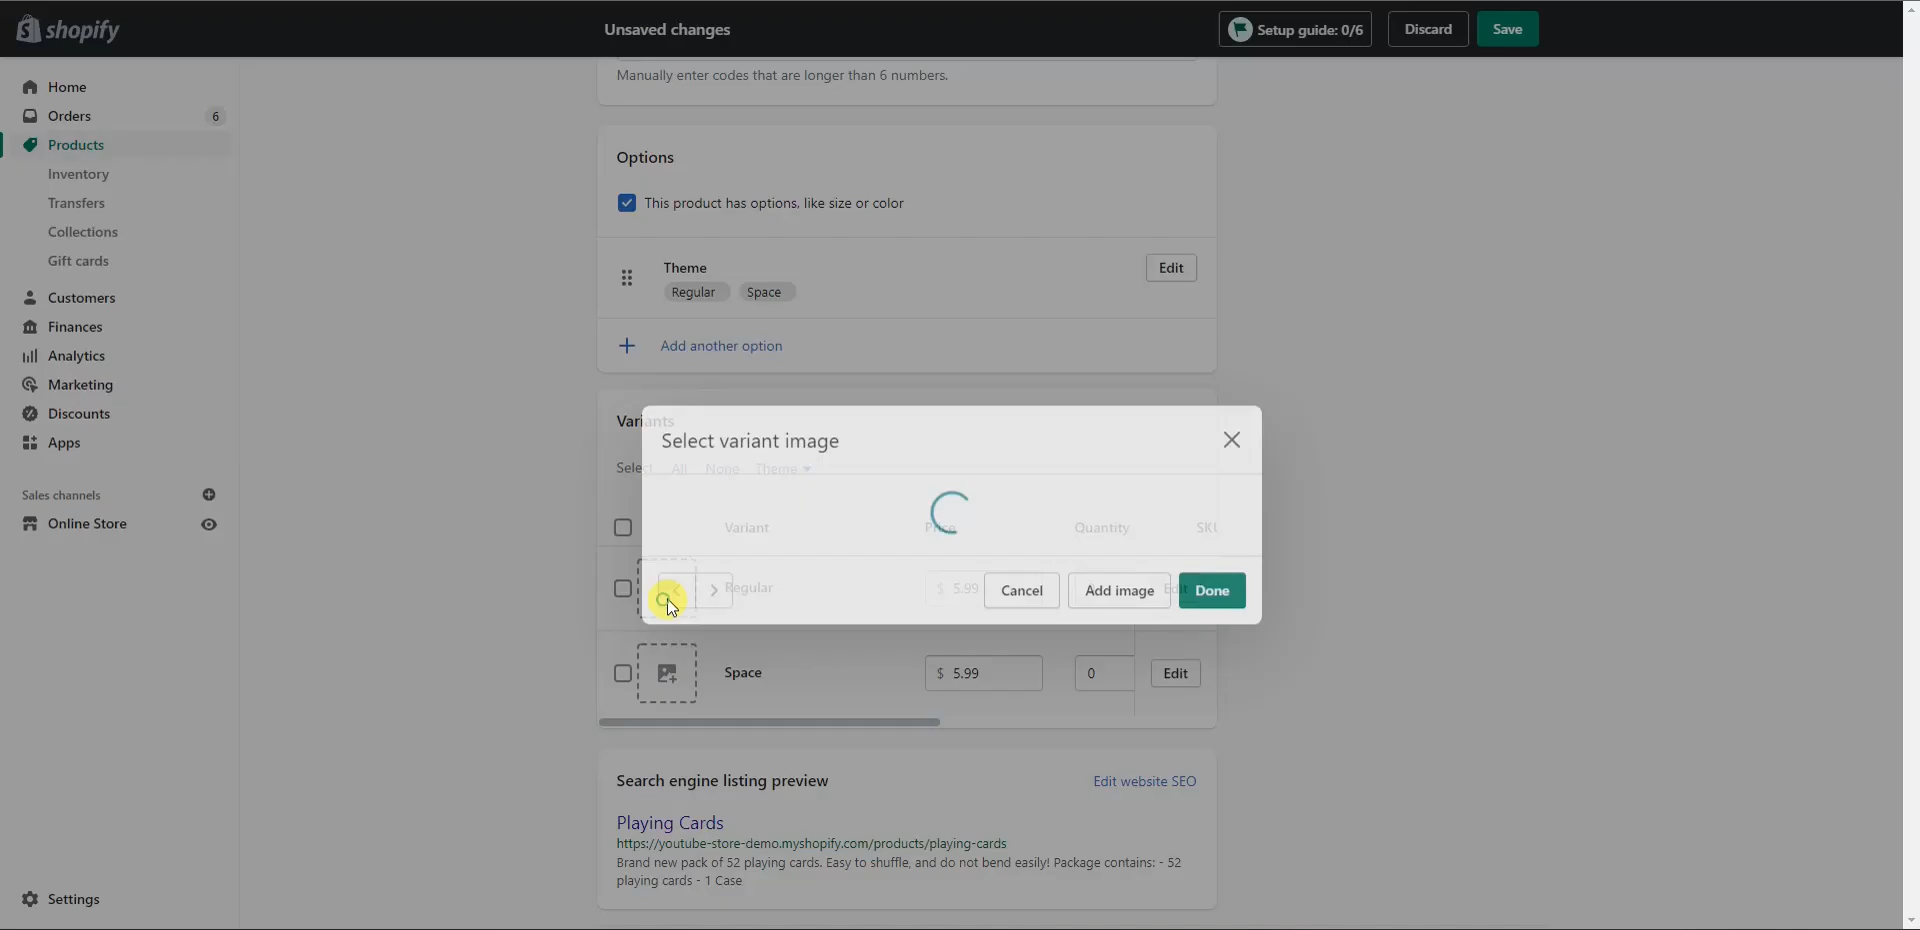 shopify
Unsaved changes
Setup guide: 0/6
Discard
Save
Home
Orders
6
Products
Inventory
Transfers
Collections
Gift cards
Customers
Finances
Analytics
Marketing
Discounts
Apps
Sales channels
Online Store
Settings
Manually enter codes that are longer than 6 numbers.
Options
This product has options, like size or color
Theme
Edit
Regular
Space
Add another option
Variants
Select variant image
Select
All
None
Theme
Variant
Price
Quantity
SKU
Regular
$ 5.99
Edit
Cancel
Add image
Done
Space
$ 5.99
0
Edit
Search engine listing preview
Edit website SEO
Playing Cards
https://youtube-store-demo.myshopify.com/products/playing-cards
Brand new pack of 52 playing cards. Easy to shuffle, and do not bend easily! Package contains: - 52
playing cards - 1 Case